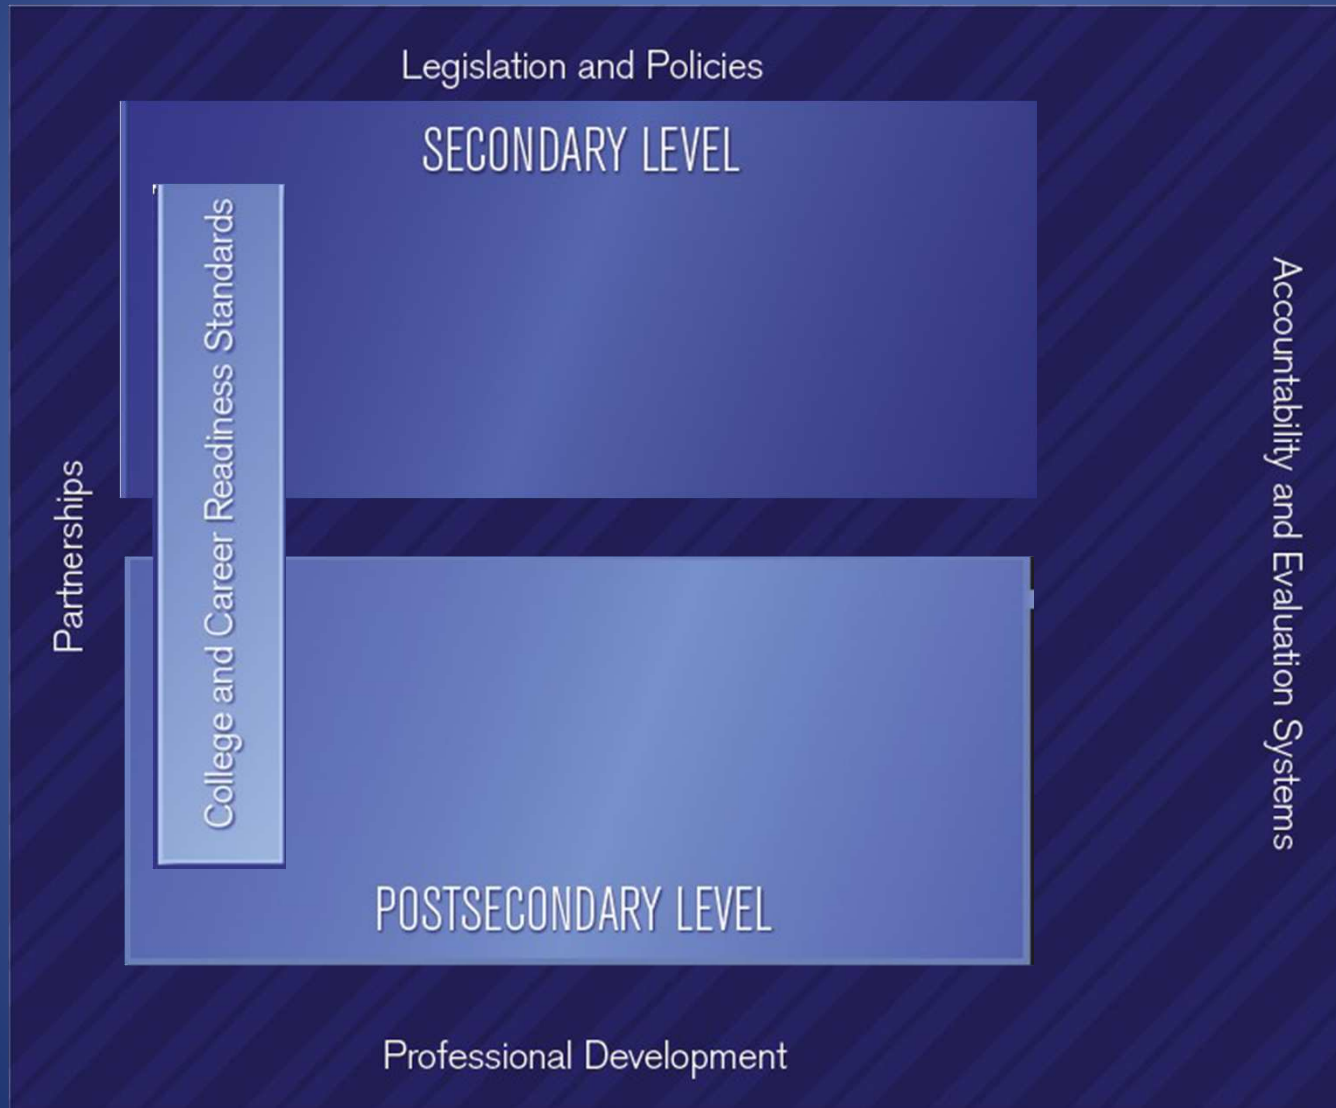 Legislation and Policies
SECONDARY LEVEL
College and Career Readiness Standards
Partnerships
Accountability and Evaluation Systems
POSTSECONDARY LEVEL
Professional Development